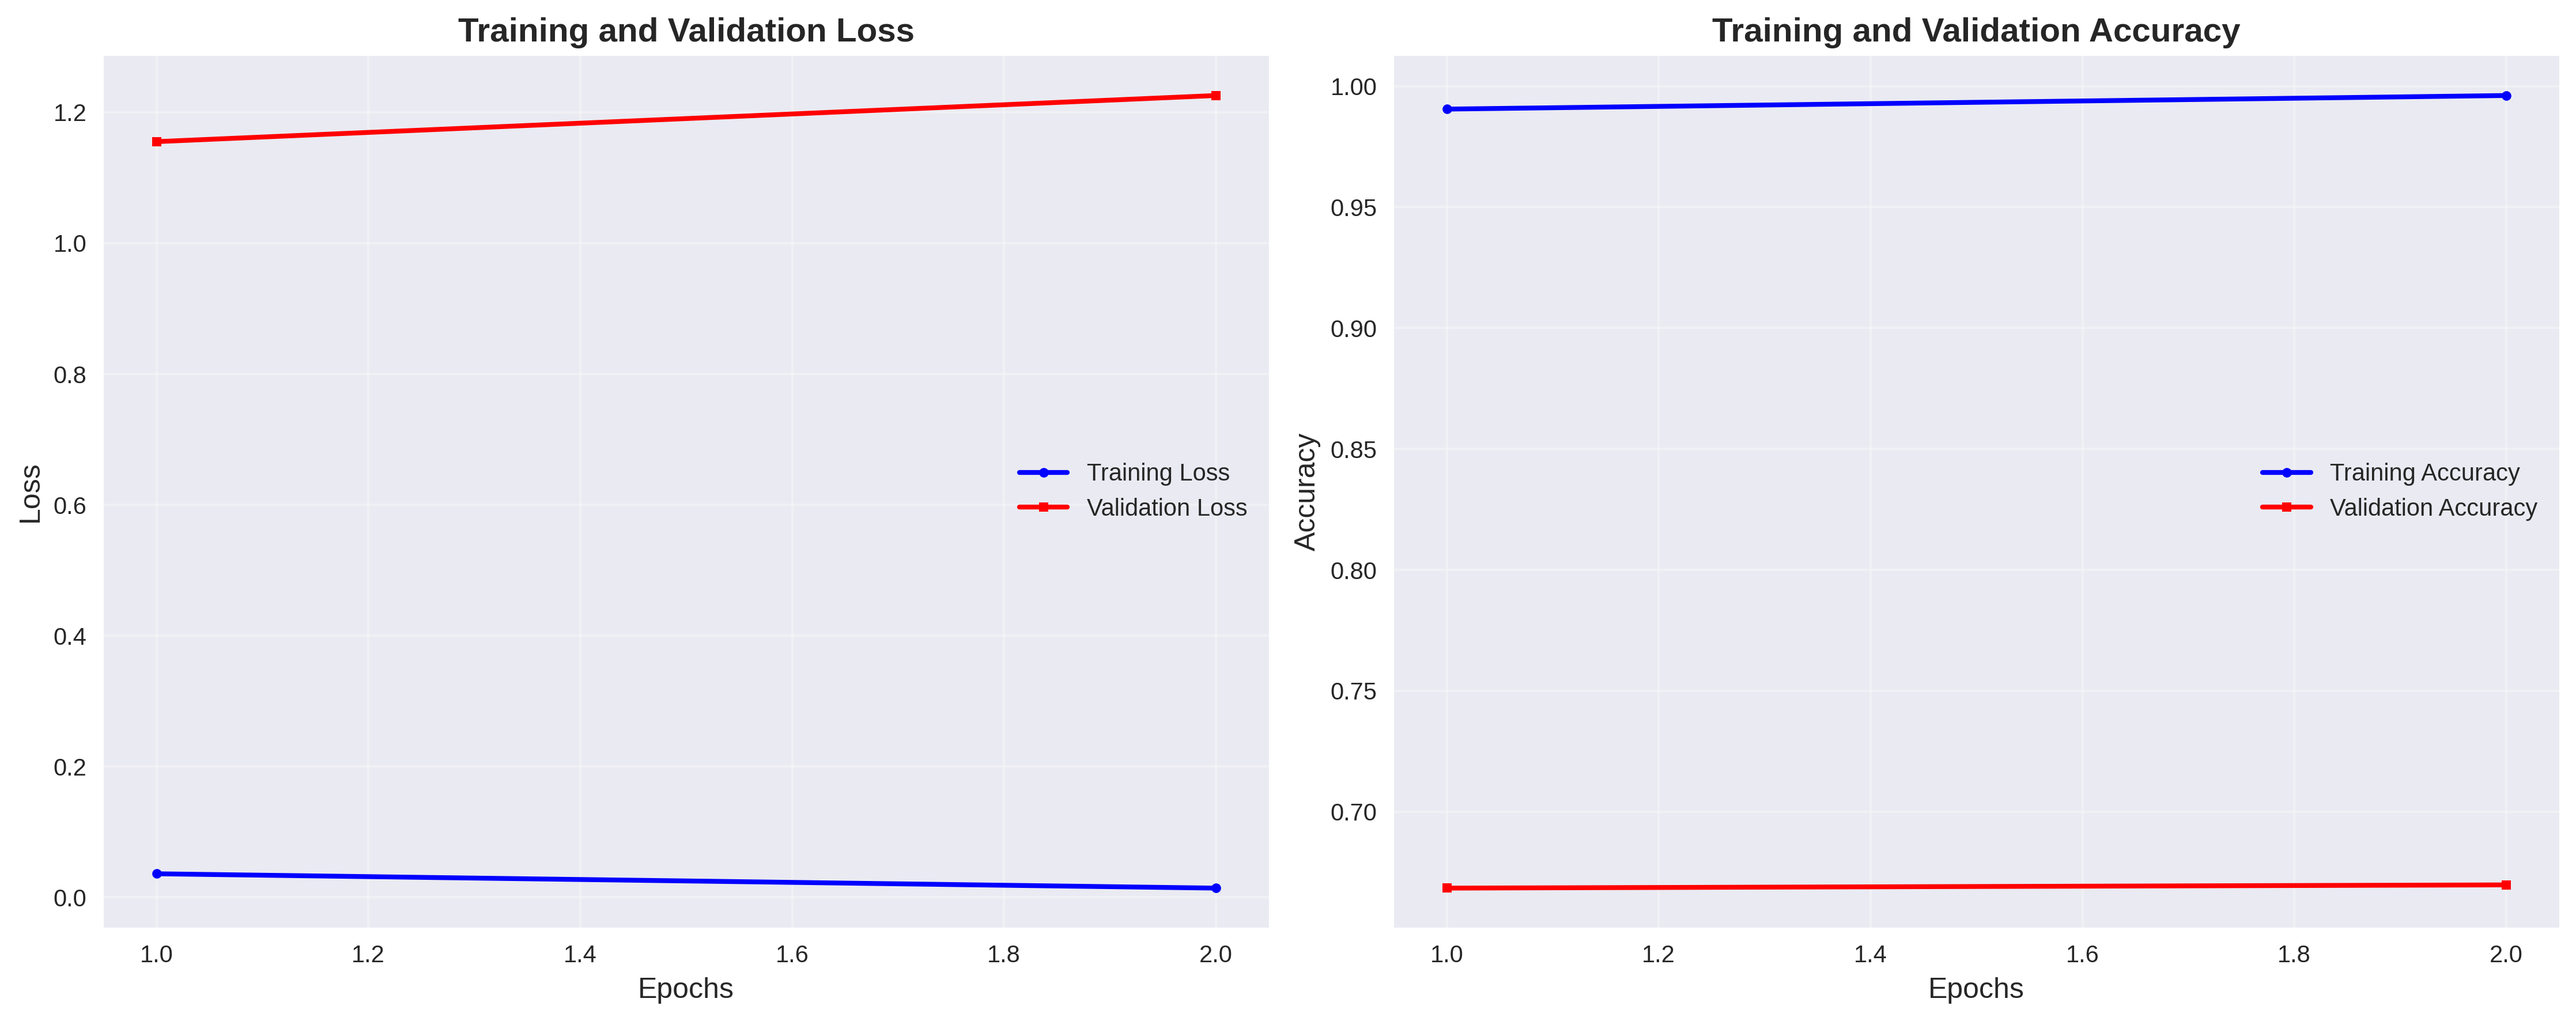 Training and Validation Loss
1.2
1.0
0.8
0.6
0.4
0.2
0.0
Loss
Training Loss
Validation Loss
1.0 1.2 1.4 1.6 1.8 2.0
Epochs
Training and Validation Accuracy
1.00
0.95
0.90
0.85
0.80
0.75
0.70
Accuracy
Training Accuracy
Validation Accuracy
1.0 1.2 1.4 1.6 1.8 2.0
Epochs